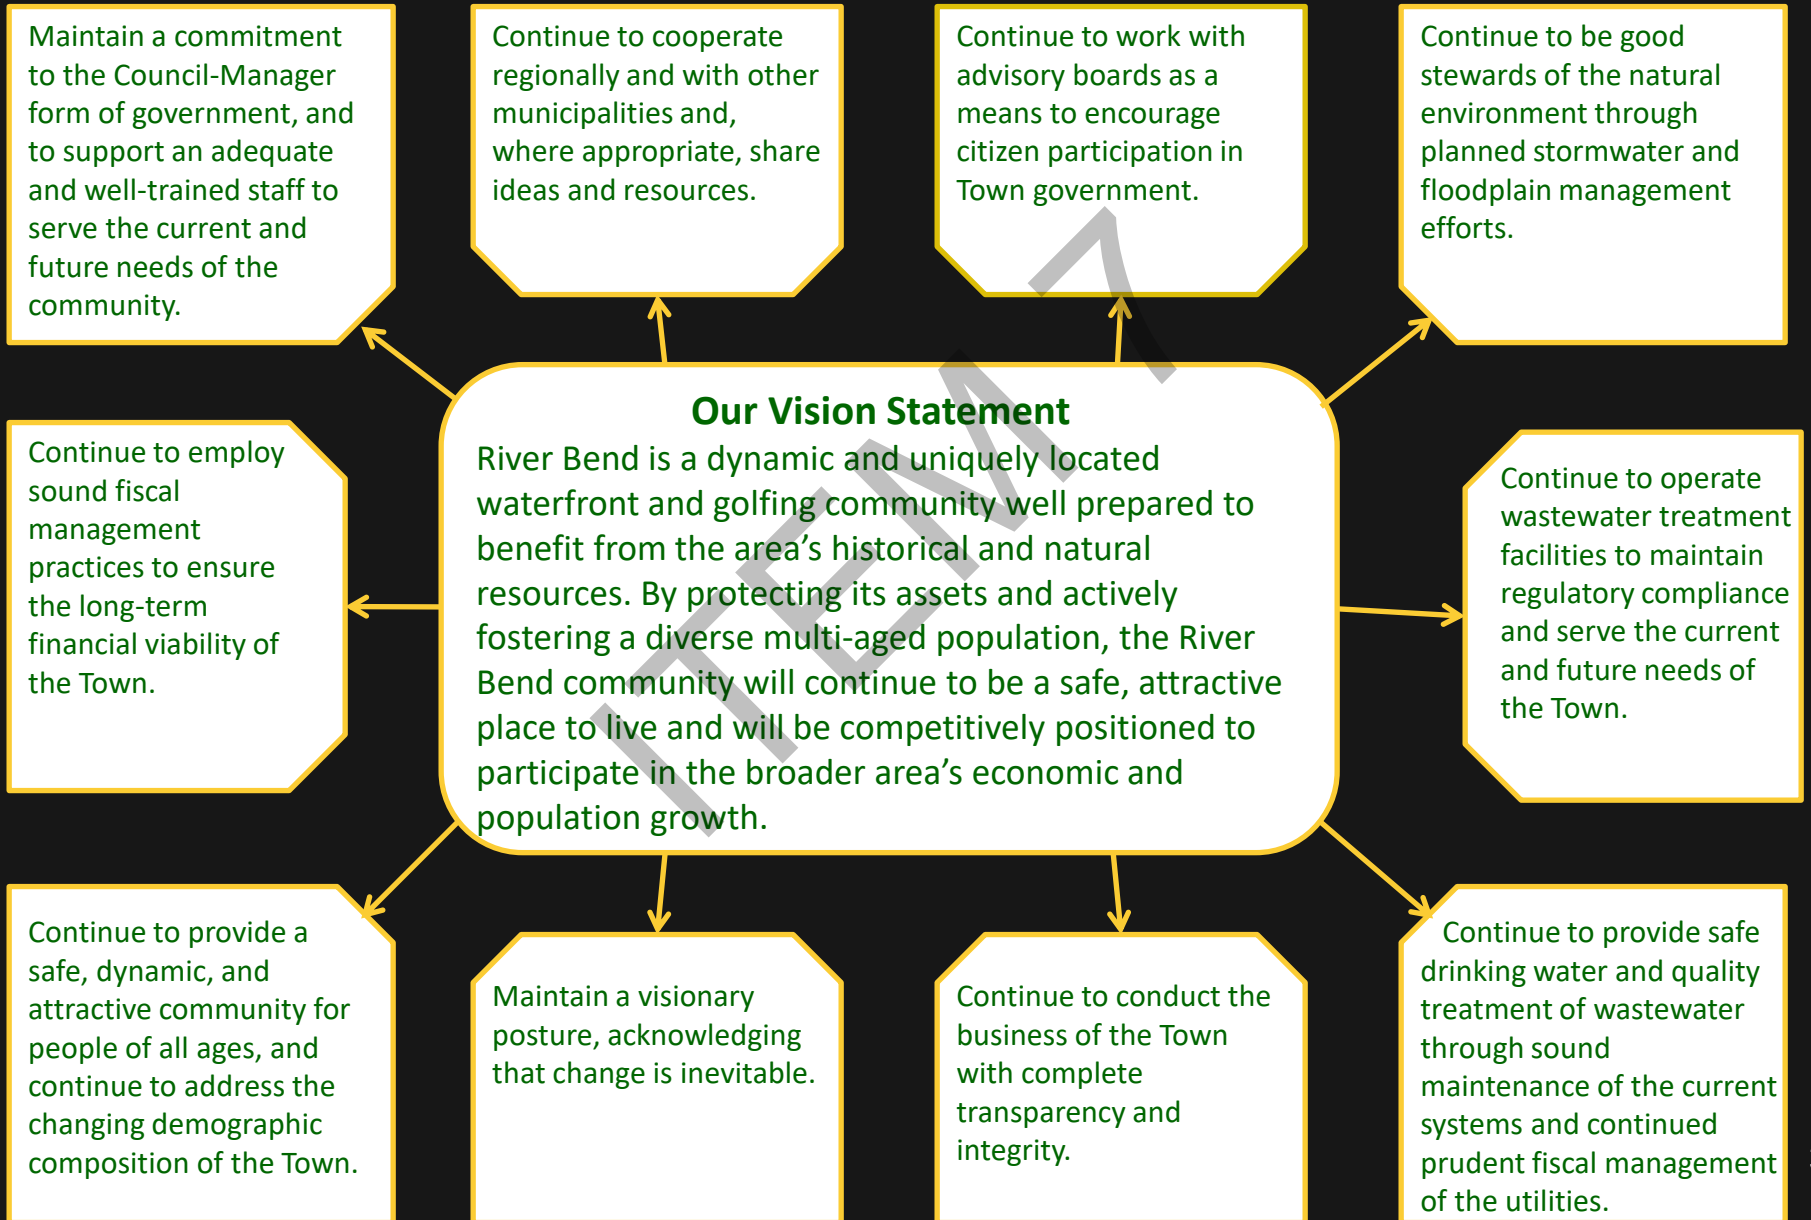 Maintain a commitment
to the Council-Manager
form of government, and
to support an adequate
and well-trained staff to
serve the current and
future needs of the
community.
Continue to cooperate
regionally and with other
municipalities and,
where appropriate, share
ideas and resources.
Continue to work with
advisory boards as a
means to encourage
citizen participation in
Town government.
Continue to be good
stewards of the natural
environment through
planned stormwater and
floodplain management
efforts.
Continue to employ
sound fiscal
management
practices to ensure
the long-term
financial viability of
the Town.
Our Vision Statement
River Bend is a dynamic and uniquely located
waterfront and golfing community well prepared to
benefit from the area’s historical and natural
resources. By protecting its assets and actively
fostering a diverse multi-aged population, the River
Bend community will continue to be a safe, attractive
place to live and will be competitively positioned to
participate in the broader area’s economic and
population growth.
ITEM 7
Continue to operate
wastewater treatment
facilities to maintain
regulatory compliance
and serve the current
and future needs of
the Town.
Continue to provide a
safe, dynamic, and
attractive community for
people of all ages, and
continue to address the
changing demographic
composition of the Town.
Maintain a visionary
posture, acknowledging
that change is inevitable.
Continue to conduct the
business of the Town
with complete
transparency and
integrity.
Continue to provide safe
drinking water and quality
treatment of wastewater
through sound
maintenance of the current
systems and continued
prudent fiscal management
of the utilities.